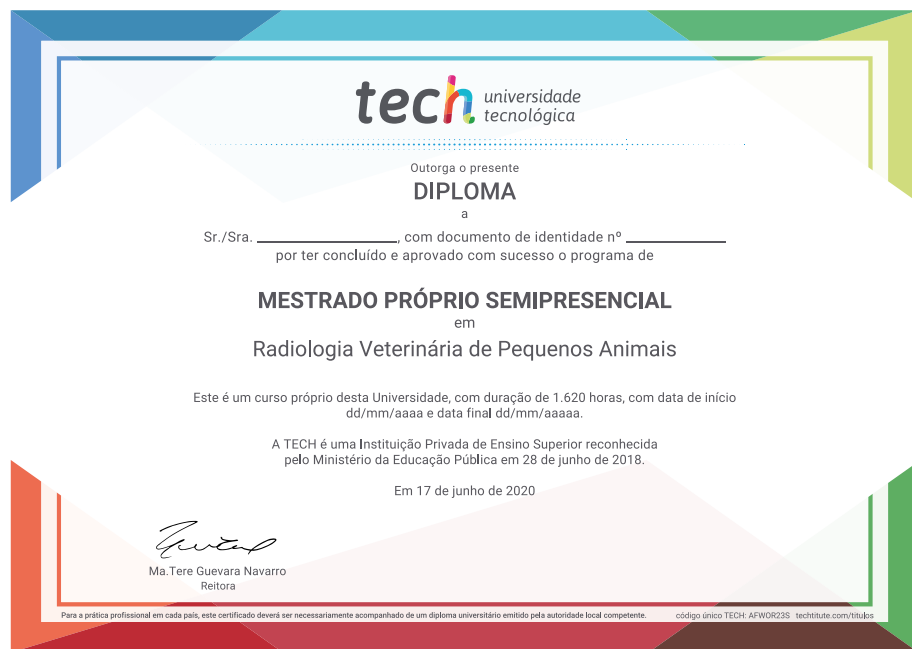 tech universidade
tecnológica
Outorga o presente
DIPLOMA
a
Sr./Sra. ____________________, com documento de identidade nº ______________
por ter concluído e aprovado com sucesso o programa de
MESTRADO PRÓPRIO SEMIPRESENCIAL
em
Radiologia Veterinária de Pequenos Animais
Este é um curso próprio desta Universidade, com duração de 1.620 horas, com data de início
dd/mm/aaaa e data final dd/mm/aaaaa.
A TECH é uma Instituição Privada de Ensino Superior reconhecida
pelo Ministério da Educação Pública em 28 de junho de 2018.
Em 17 de junho de 2020
Ma.Tere Guevara Navarro
Reitora
Para a prática profissional em cada país, este certificado deverá ser necessariamente acompanhado de um diploma universitário emitido pela autoridade local competente. código único TECH: AFWOR23S techtitute.com/titulos